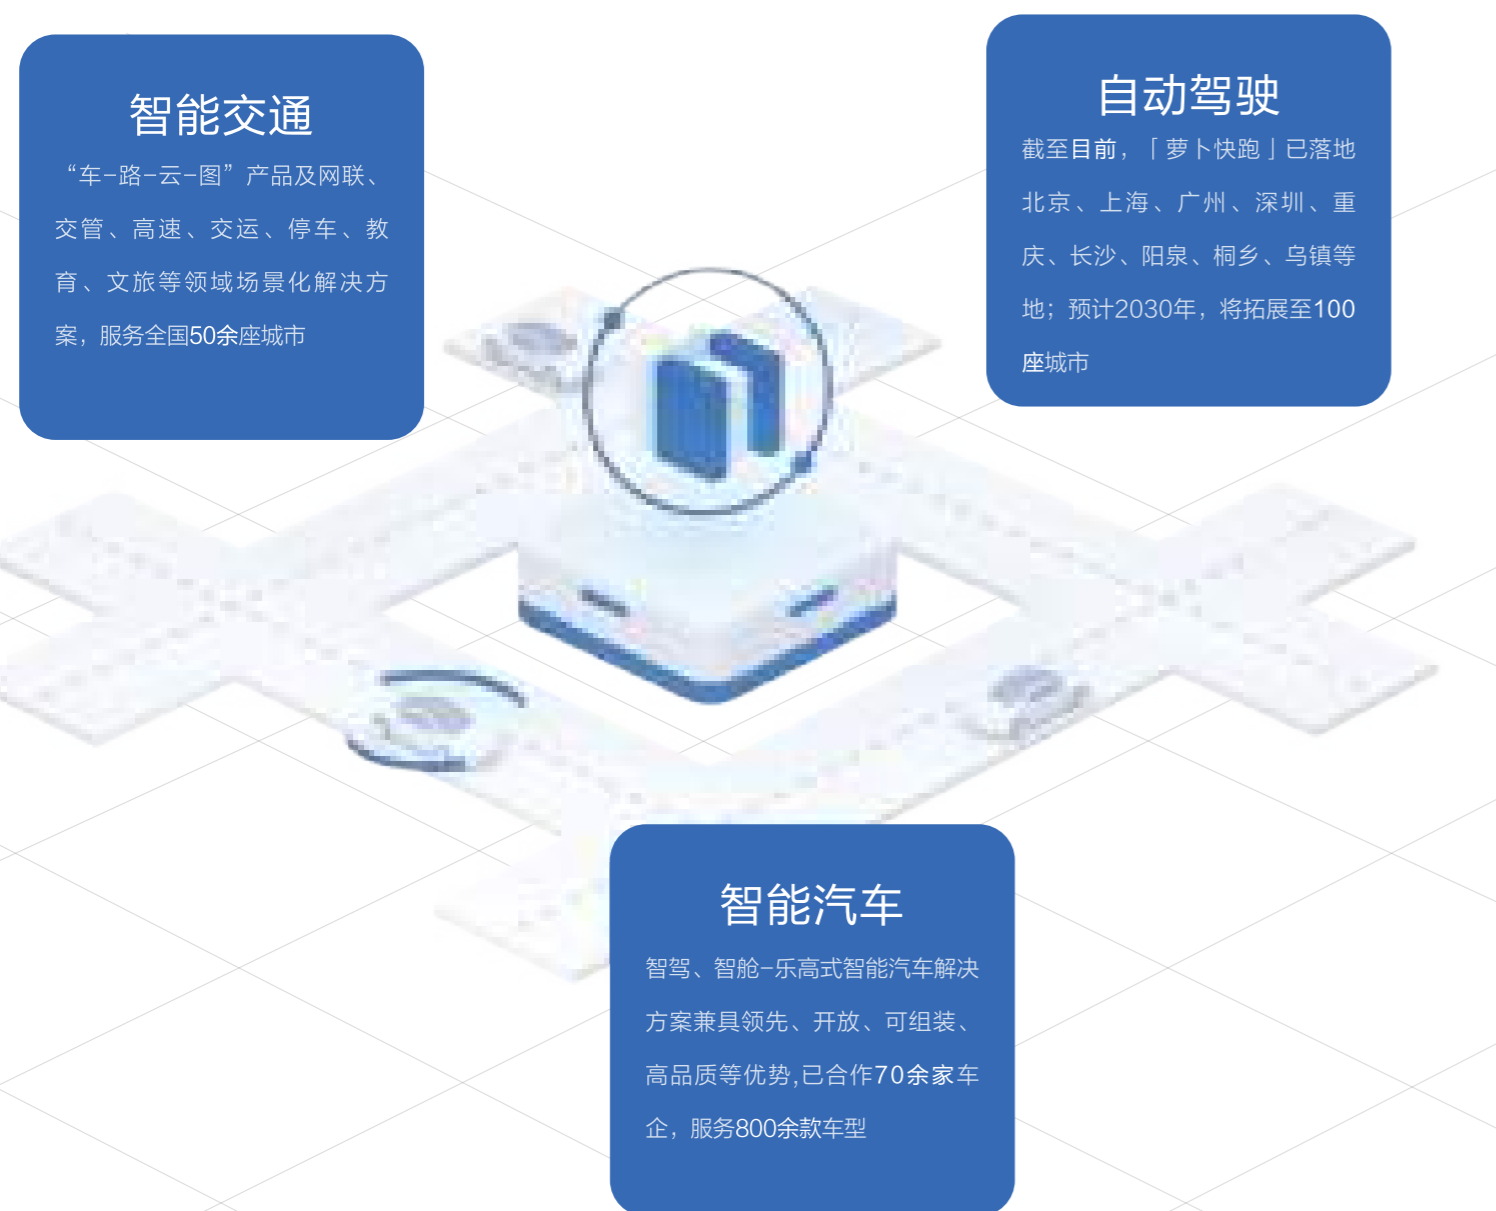 智能交通
“车-路-云-图”产品及网联、
交管、高速、交运、停车、教
育、文旅等领域场景化解决方
案，服务全国50余座城市
自动驾驶
截至目前，「萝卜快跑」已落地
北京、上海、广州、深圳、重
庆、长沙、阳泉、桐乡、乌镇等
地；预计2030年，将拓展至100
座城市
智能汽车
智驾、智舱-乐高式智能汽车解决
方案兼具领先、开放、可组装、
高品质等优势,已合作70余家车
企，服务800余款车型